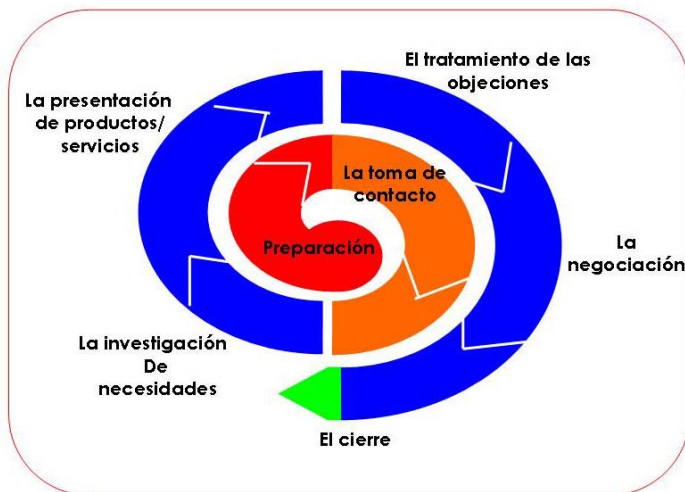 El tratamiento de las
objeciones
La presentación
de productos/
servicios
La toma de
contacto
Preparación
La
negociación
La investigación
De
necesidades
El cierre